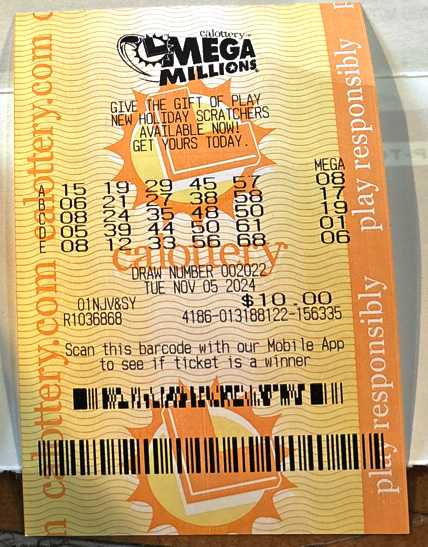 calottery
MEGA
MILLIONS
GIVE THE GIFT OF PLAY
NEW HOLIDAY SCRATCHERS
AVAILABLE NOW!
GET YOURS TODAY.
MEGA
A 15 19 29 45 57 08
B 06 21 27 38 58 17
C 08 24 35 48 50 19
D 05 39 44 50 61 01
E 08 12 33 56 68 06
calottery
DRAW NUMBER 002022
TUE NOV 05 2024
01NJV&SY $10.00
R1036868 4186-013188122-156335
Scan this barcode with our Mobile App
to see if ticket is a winner
calottery.com calottery.com
play responsibly
play responsibly